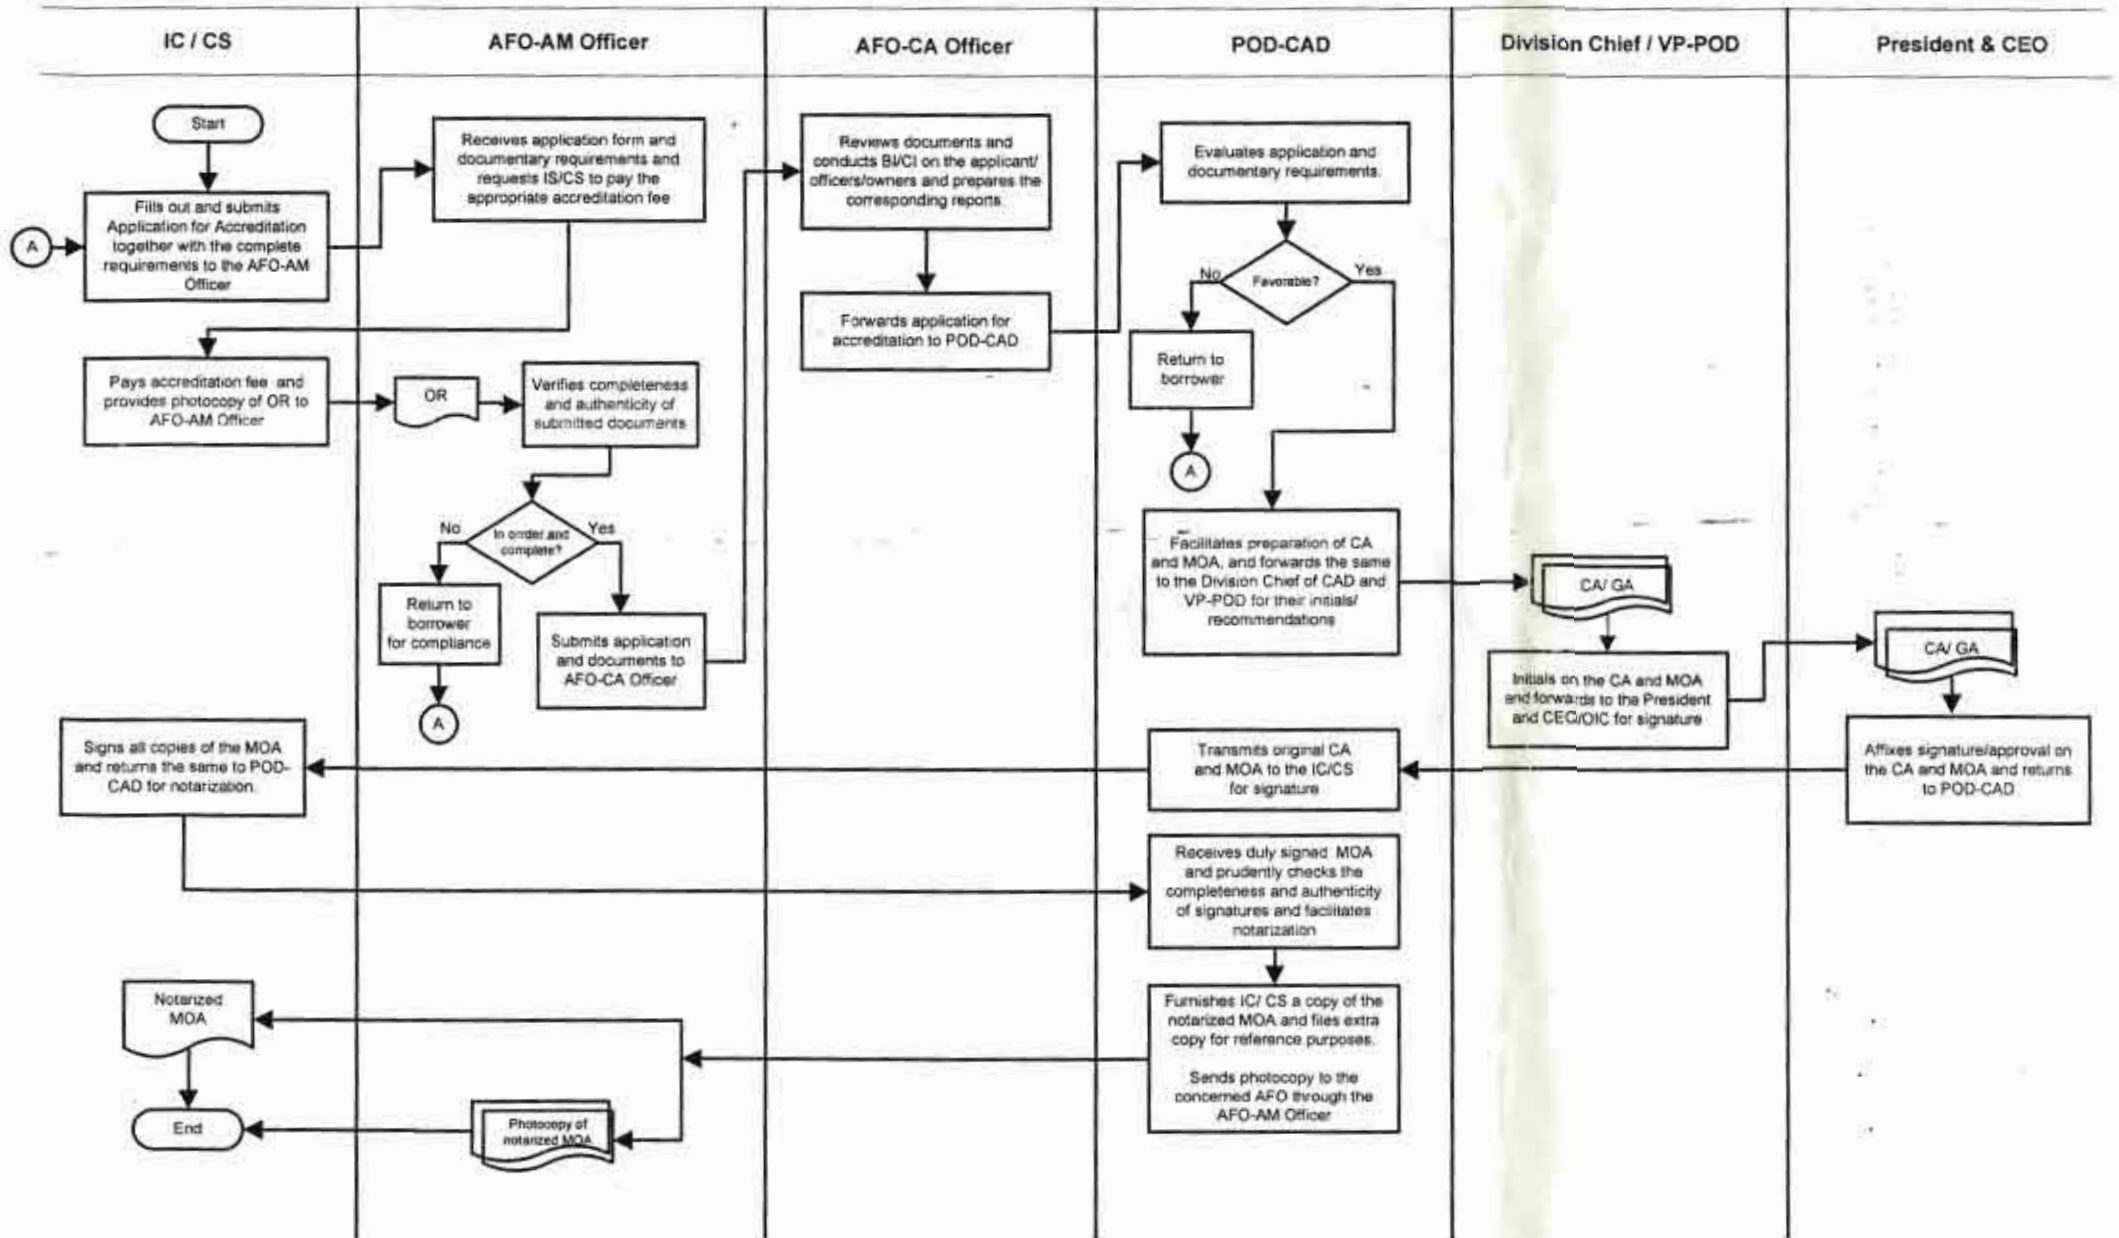 IC / CS
AFO-AM Officer
AFO-CA Officer
POD-CAD
Division Chief / VP-POD
President & CEO
Start
A
Fills out and submits
Application for Accreditation
together with the complete
requirements to the AFO-AM
Officer
Receives application form and
documentary requirements and
requests IS/CS to pay the
appropriate accreditation fee
Pays accreditation fee and
provides photocopy of OR to
AFO-AM Officer
OR
Verifies completeness
and authenticity of
submitted documents
In orrder and
complete?
No
Yes
Return to
borrower
for compliance
A
Submits application
and documents to
AFO-CA Officer
Reviews documents and
conducts BI/CI on the applicant/
officers/owners and prepares the
corresponding reports
Forwards application for
accreditation to POD-CAD
Evaluates application and
documentary requirements.
Favorable?
No
Yes
Return to
borrower
A
Facilitates preparation of CA
and MOA, and forwards the same
to the Division Chief of CAD and
VP-POD for their initials/
recommendations
CA/ GA
Initials on the CA and MOA
and forwards to the President
and CEO/OIC for signature
CA/ GA
Affixes signature/approval on
the CA and MOA and returns
to POD-CAD
Transmits original CA
and MOA to the IC/CS
for signature
Signs all copies of the MOA
and returns the same to POD-
CAD for notarization.
Receives duly signed MOA
and prudently checks the
completeness and authenticity
of signatures and facilitates
notarization
Furnishes IC/ CS a copy of the
notarized MOA and files extra
copy for reference purposes.
Sends photocopy to the
concerned AFO through the
AFO-AM Officer
Notarized
MOA
Photocopy of
notarized MOA
End